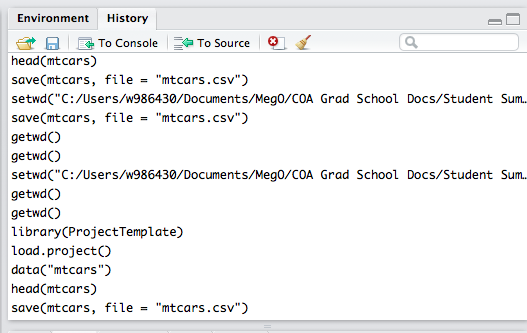 Environment History
To Console To Source
head(mtcars)
save(mtcars, file = "mtcars.csv")
setwd("C:/Users/w986430/Documents/MegO/COA Grad School Docs/Student Sum…
save(mtcars, file = "mtcars.csv")
getwd()
getwd()
setwd("C:/Users/w986430/Documents/MegO/COA Grad School Docs/Student Sum…
getwd()
getwd()
library(ProjectTemplate)
load.project()
data("mtcars")
head(mtcars)
save(mtcars, file = "mtcars.csv")